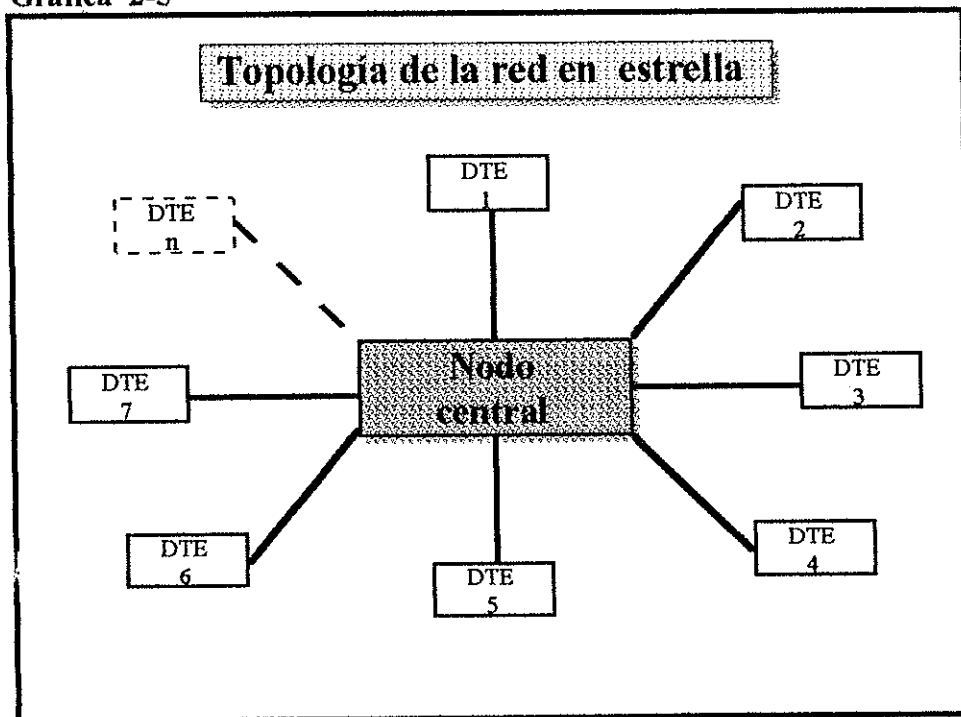 Gráfica 2-3
Topología de la red en estrella
DTE
1
DTE
n
DTE
2
Nodo
central
DTE
7
DTE
3
DTE
6
DTE
5
DTE
4